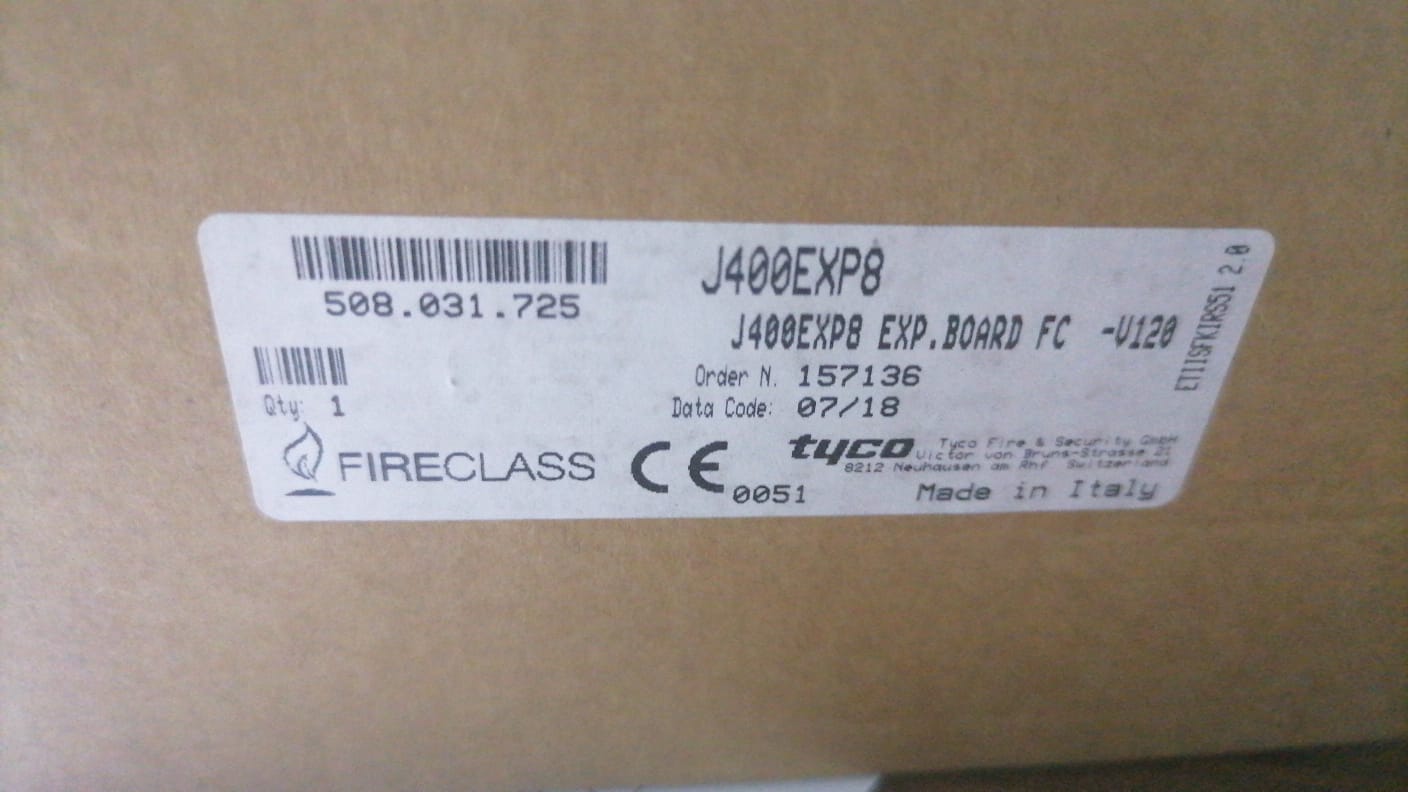 508.031.725
Qty: 1
J400EXP8
J400EXP8 EXP.BOARD FC -V120
Order N. 157136
Data Code: 07/18
FIRECLASS
CE 0051
tyco
Tyco Fire & Security GmbH
Victor von Bruns-Strasse 21
8212 Neuhausen am Rhf Switzerland
Made in Italy
ETIISFKIRS51 2.0